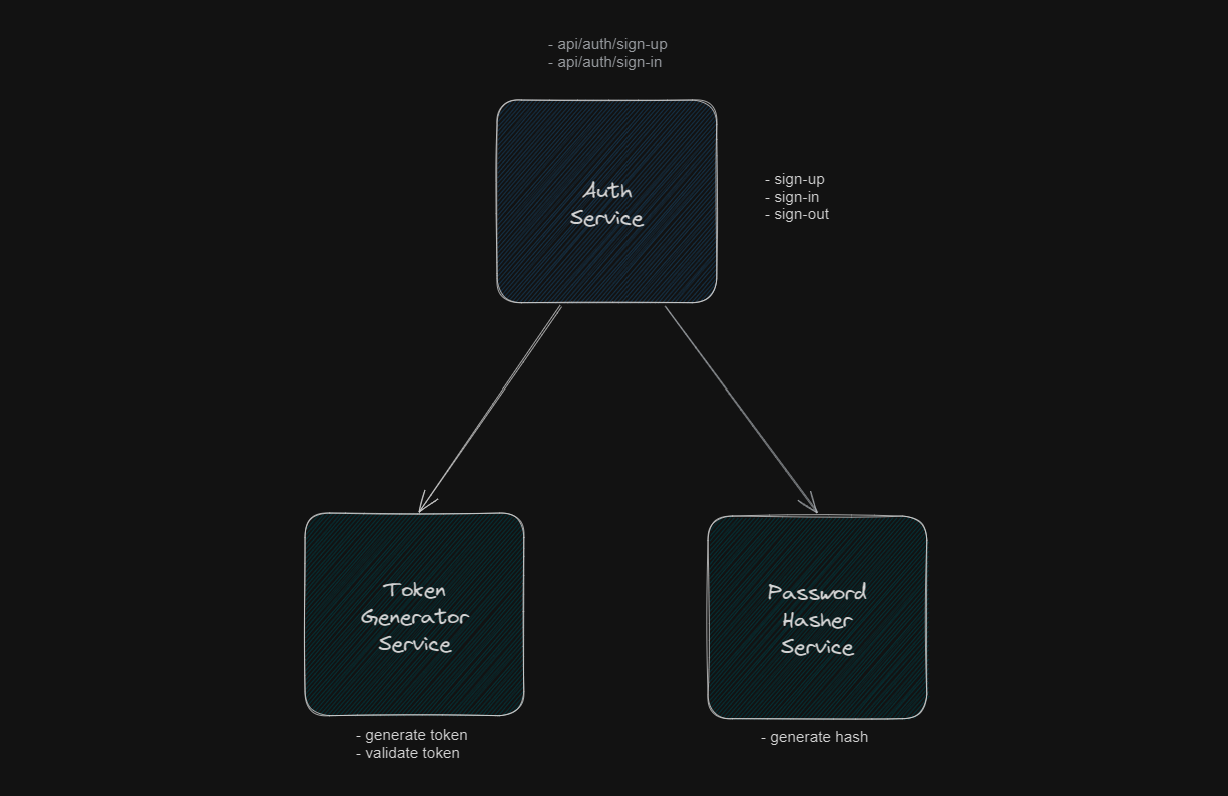 - api/auth/sign-up
- api/auth/sign-in
Auth
Service
- sign-up
- sign-in
- sign-out
Token
Generator
Service
- generate token
- validate token
Password
Hasher
Service
- generate hash